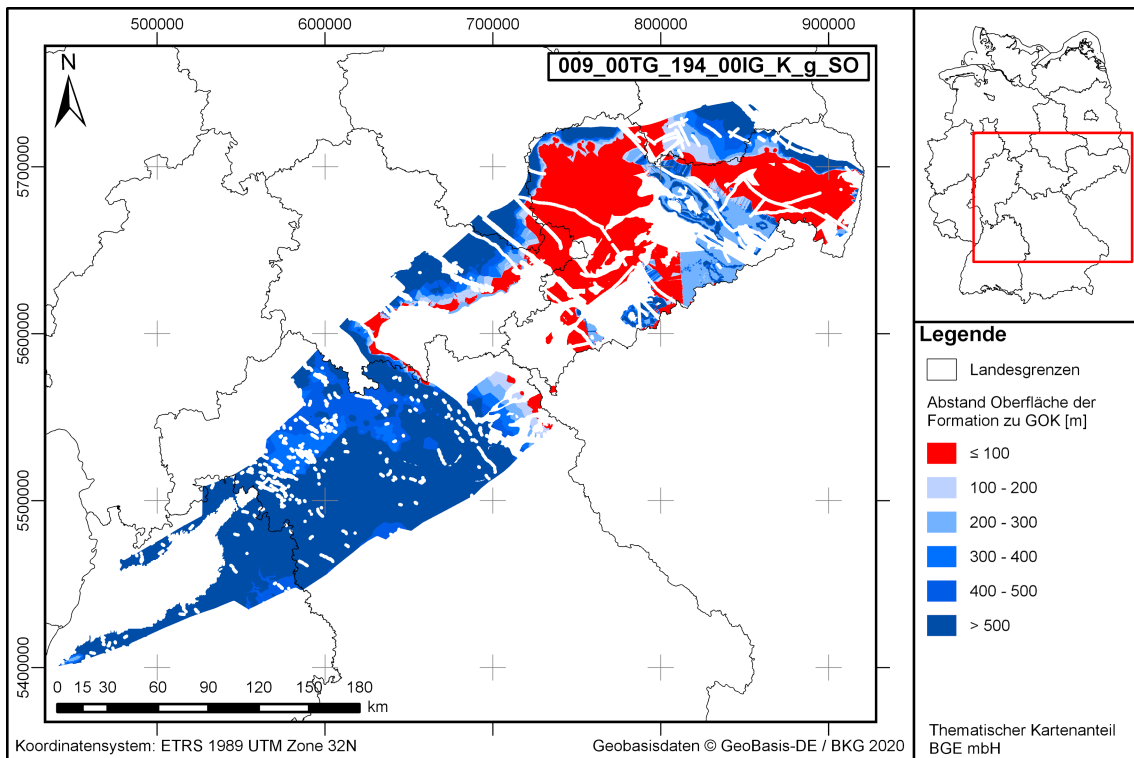 500000 600000 700000 800000 900000
N
009_00TG_194_00IG_K_g_SO
5700000
5600000
5500000
5400000
0 15 30 60 90 120 150 180
km
Koordinatensystem: ETRS 1989 UTM Zone 32N
Geobasisdaten © GeoBasis-DE / BKG 2020
Legende
Landesgrenzen
Abstand Oberfläche der
Formation zu GOK [m]
≤ 100
100 - 200
200 - 300
300 - 400
400 - 500
> 500
Thematischer Kartenanteil
BGE mbH